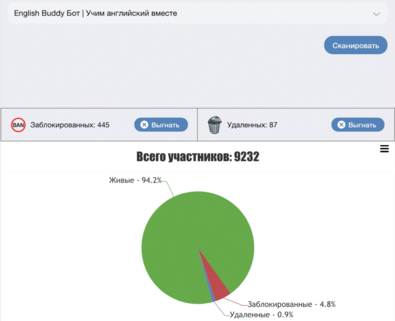 English Buddy Бот | Учим английский вместе
Сканировать
BAN Заблокированных: 445 Выгнать Удаленных: 87 Выгнать
Всего участников: 9232
Живые - 94.2%
Заблокированные - 4.8%
Удаленные - 0.9%